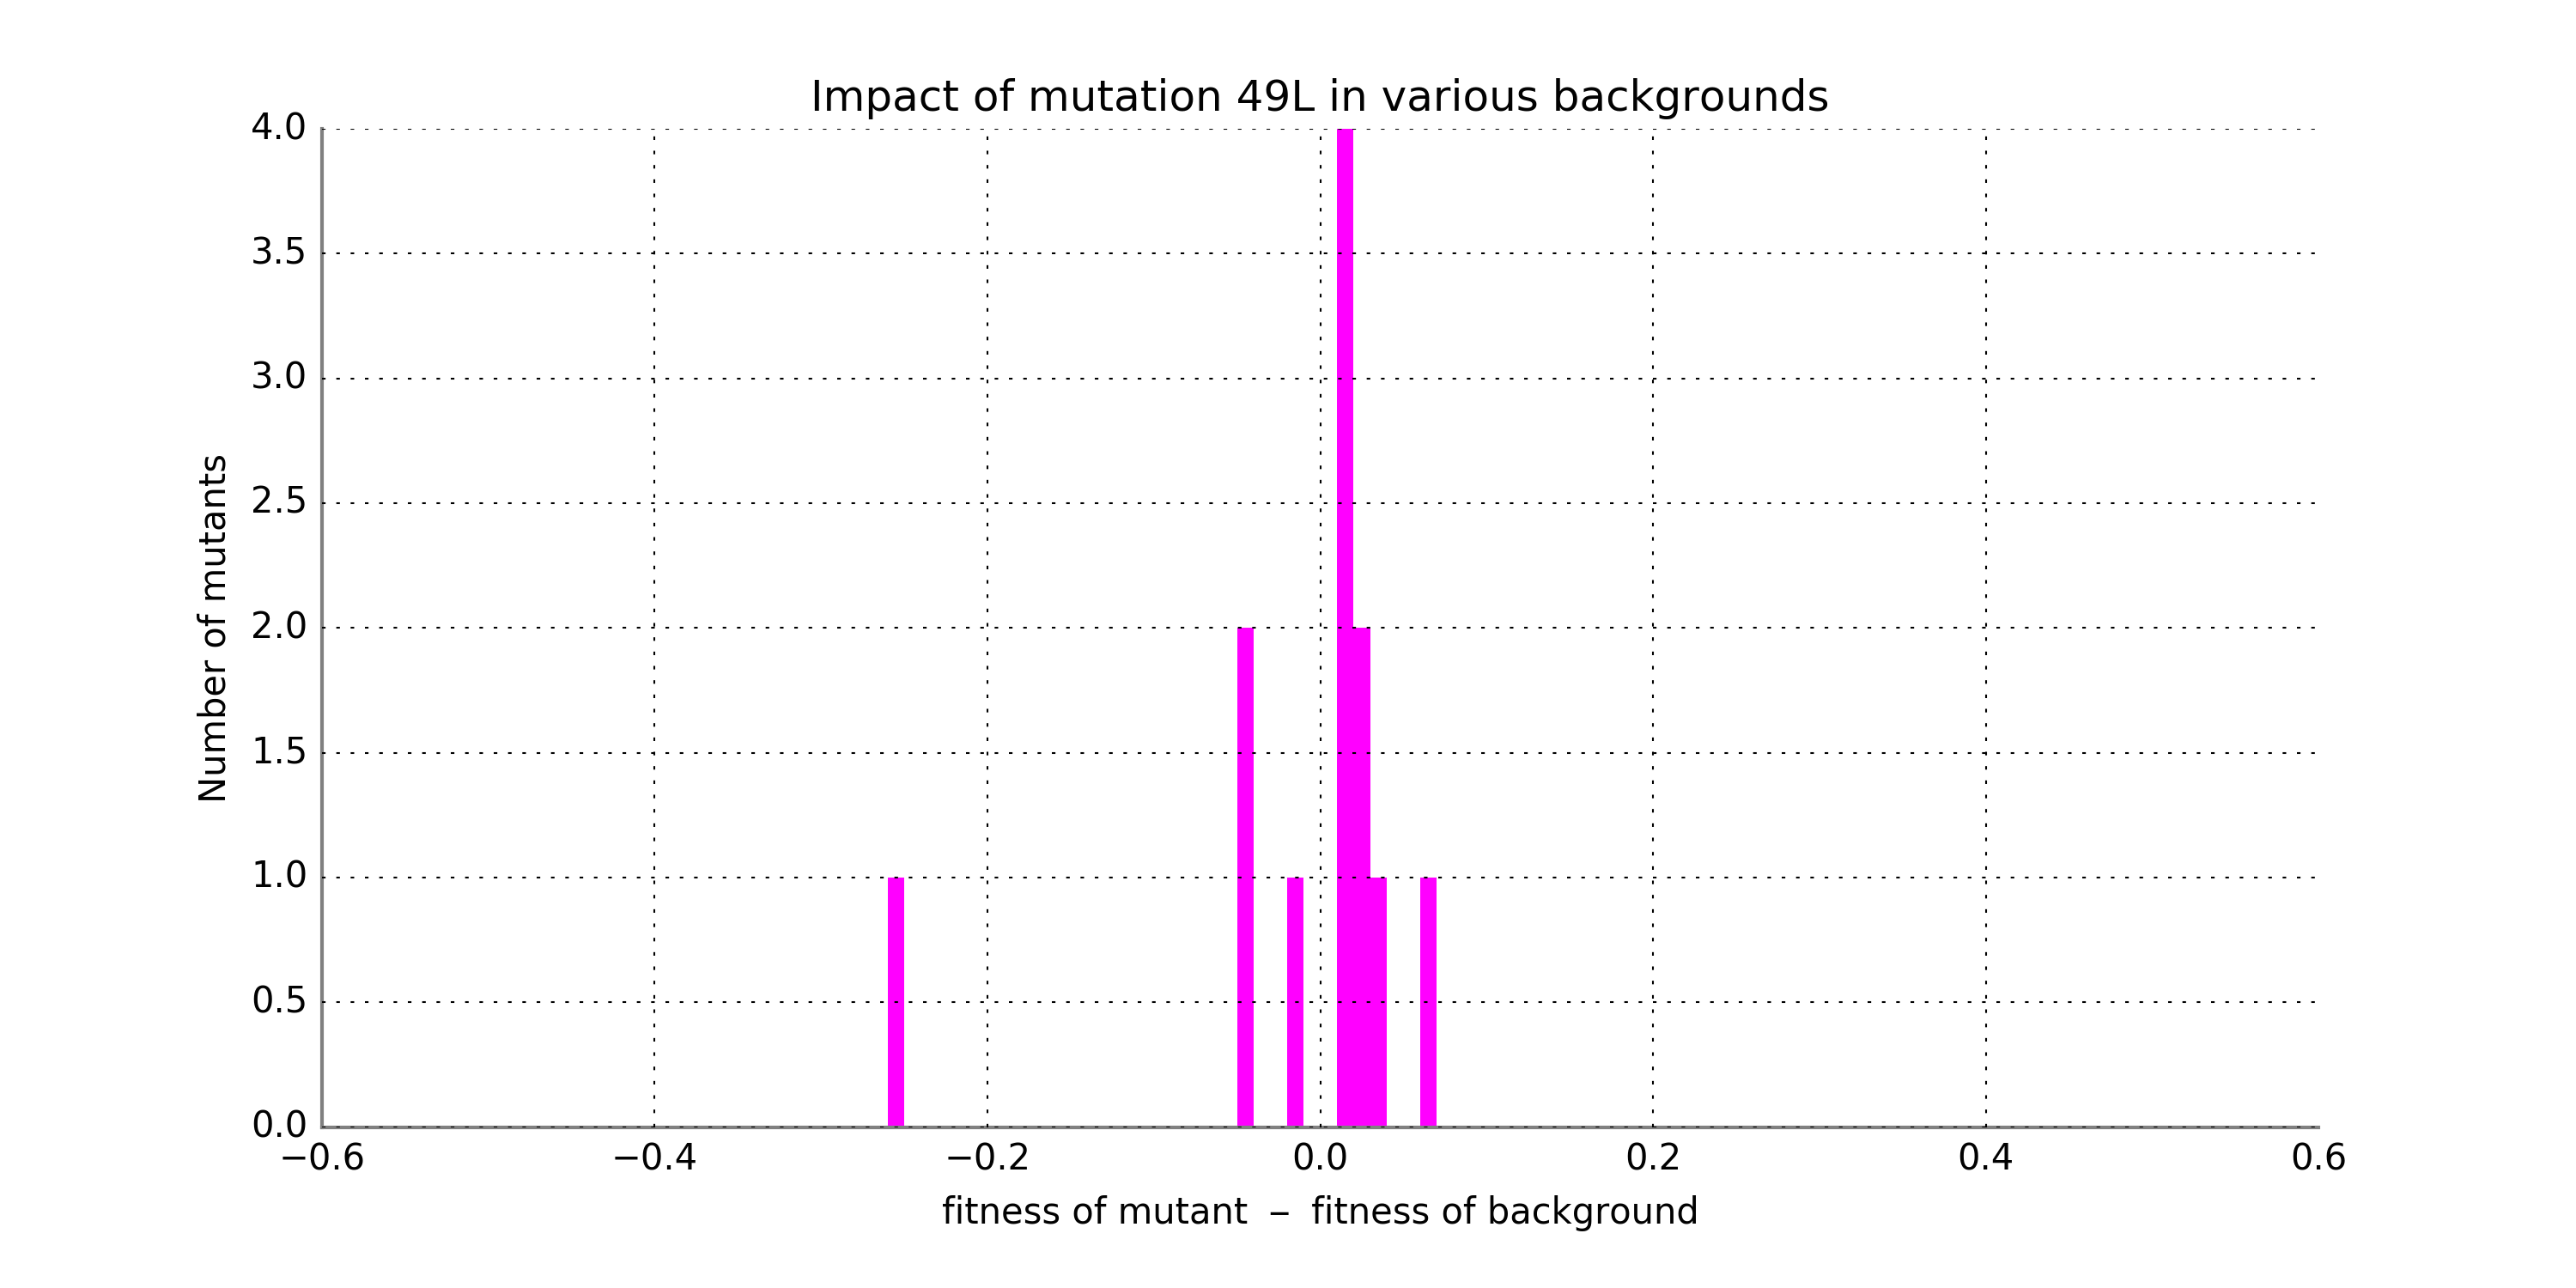 Impact of mutation 49L in various backgrounds
4.0
3.5
3.0
2.5
2.0
1.5
1.0
0.5
0.0
Number of mutants
−0.6 −0.4 −0.2 0.0 0.2 0.4 0.6
fitness of mutant − fitness of background